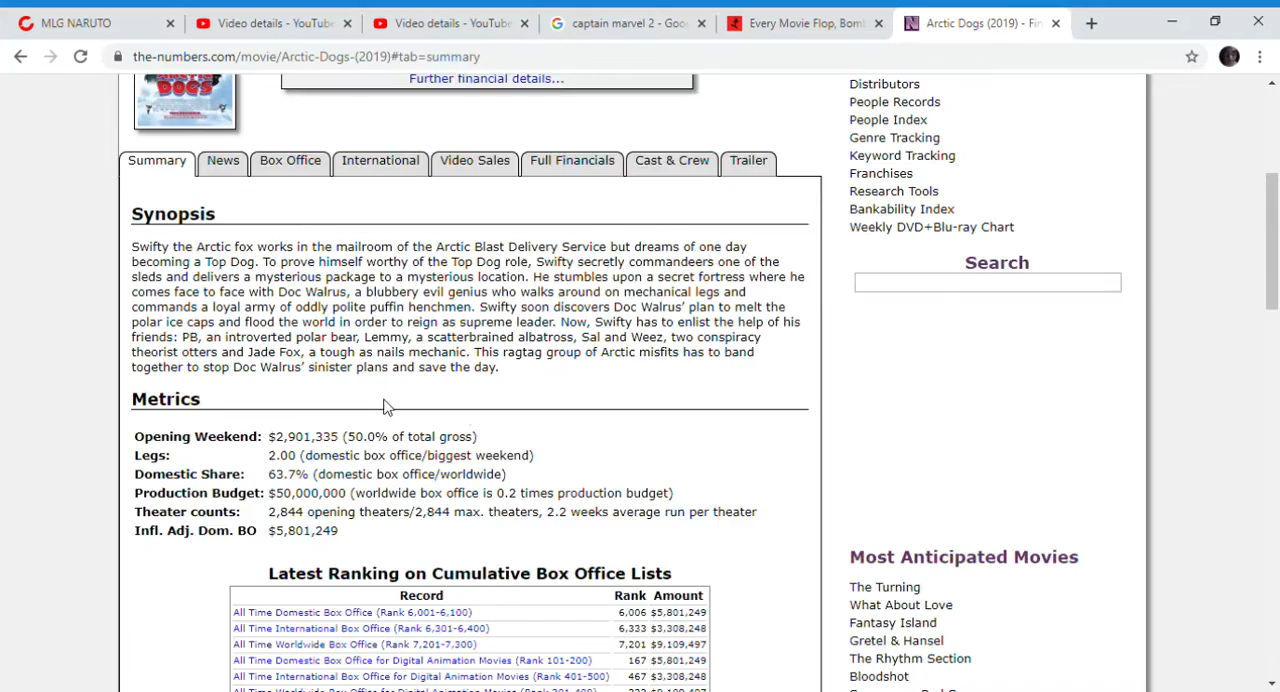 MLG NARUTO
Video details - YouTube
Video details - YouTube
captain marvel 2 - Goo
Every Movie Flop, Bom
Arctic Dogs (2019) - Fin
the-numbers.com/movie/Arctic-Dogs-(2019)#tab=summary
DOGS
Further financial details...
Summary
News
Box Office
International
Video Sales
Full Financials
Cast & Crew
Trailer
Synopsis
Swifty the Arctic fox works in the mailroom of the Arctic Blast Delivery Service but dreams of one day
becoming a Top Dog. To prove himself worthy of the Top Dog role, Swifty secretly commandeers one of the
sleds and delivers a mysterious package to a mysterious location. He stumbles upon a secret fortress where he
comes face to face with Doc Walrus, a blubbery evil genius who walks around on mechanical legs and
commands a loyal army of oddly polite puffin henchmen. Swifty soon discovers Doc Walrus’ plan to melt the
polar ice caps and flood the world in order to reign as supreme leader. Now, Swifty has to enlist the help of his
friends: PB, an introverted polar bear, Lemmy, a scatterbrained albatross, Sal and Weez, two conspiracy
theorist otters and Jade Fox, a tough as nails mechanic. This ragtag group of Arctic misfits has to band
together to stop Doc Walrus’ sinister plans and save the day.
Metrics
Opening Weekend: $2,901,335 (50.0% of total gross)
Legs: 2.00 (domestic box office/biggest weekend)
Domestic Share: 63.7% (domestic box office/worldwide)
Production Budget: $50,000,000 (worldwide box office is 0.2 times production budget)
Theater counts: 2,844 opening theaters/2,844 max. theaters, 2.2 weeks average run per theater
Infl. Adj. Dom. BO $5,801,249
Latest Ranking on Cumulative Box Office Lists
Record Rank Amount
All Time Domestic Box Office (Rank 6,001-6,100) 6,006 $5,801,249
All Time International Box Office (Rank 6,301-6,400) 6,333 $3,308,248
All Time Worldwide Box Office (Rank 7,201-7,300) 7,201 $9,109,497
All Time Domestic Box Office for Digital Animation Movies (Rank 101-200) 167 $5,801,249
All Time International Box Office for Digital Animation Movies (Rank 401-500) 467 $3,308,248
Distributors
People Records
People Index
Genre Tracking
Keyword Tracking
Franchises
Research Tools
Bankability Index
Weekly DVD+Blu-ray Chart
Search
Most Anticipated Movies
The Turning
What About Love
Fantasy Island
Gretel & Hansel
The Rhythm Section
Bloodshot